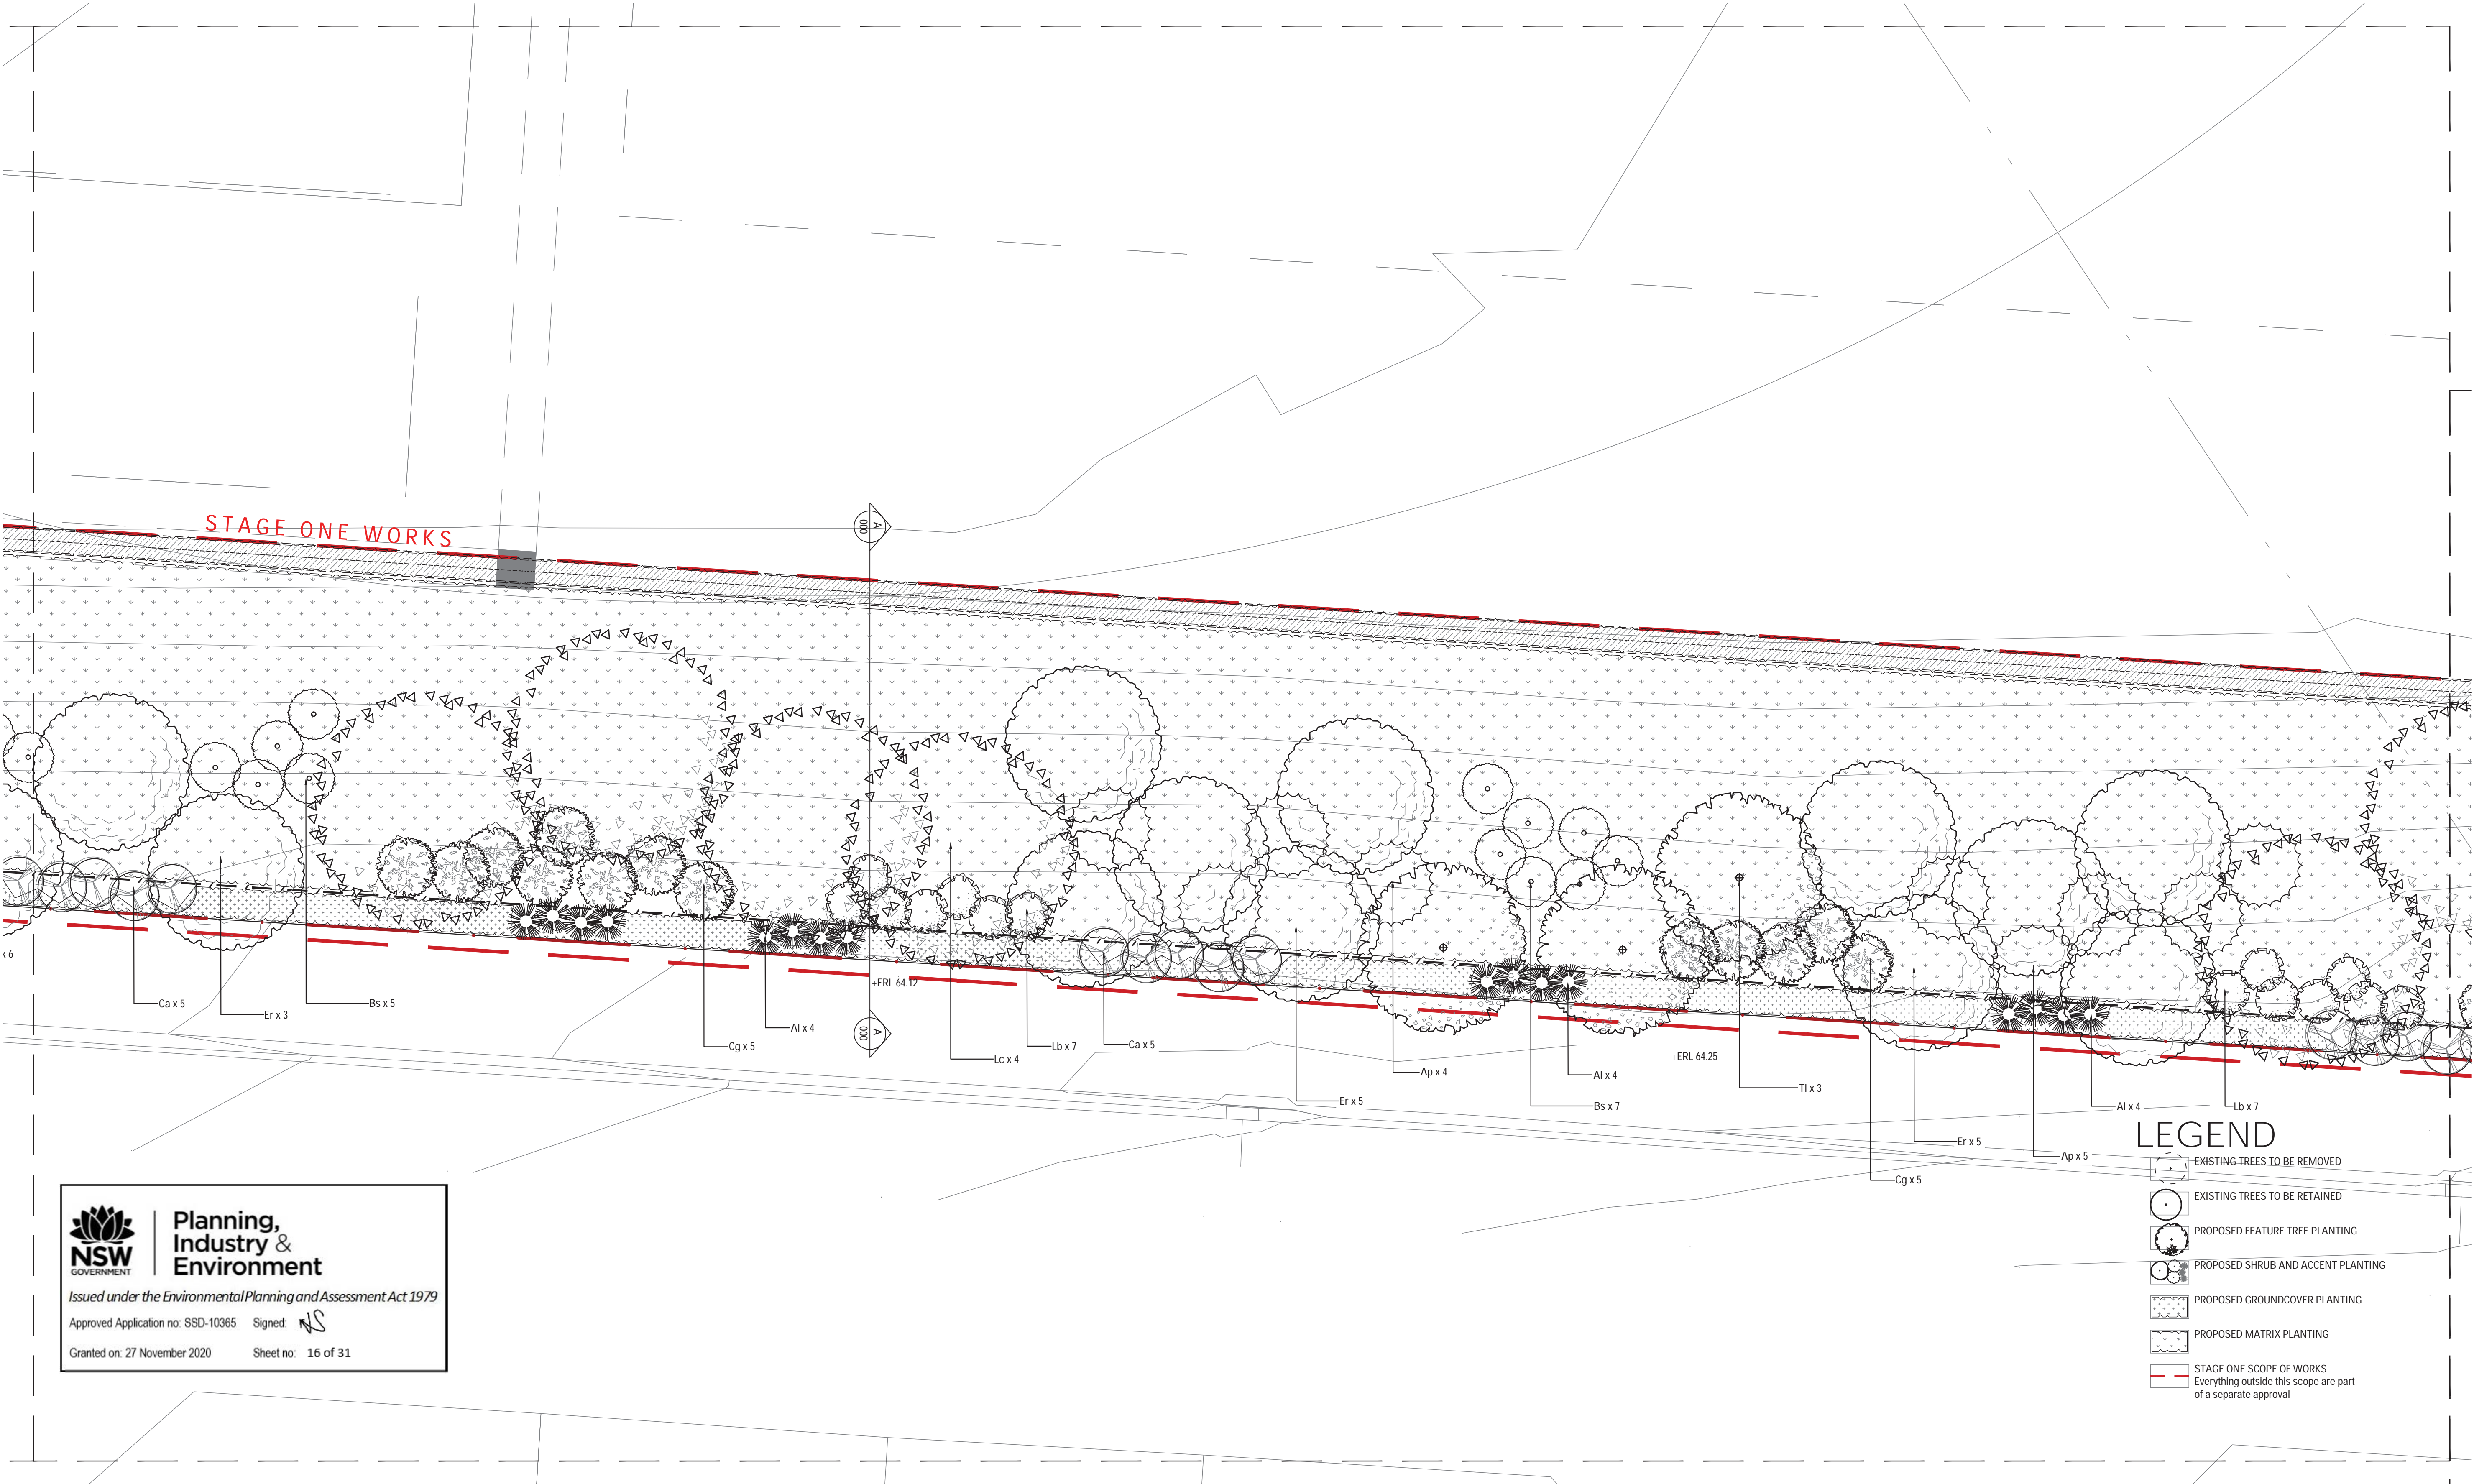 STAGE ONE WORKS
A
000
x 6
Ca x 5
Er x 3
Bs x 5
Cg x 5
Al x 4
+ERL 64.12
A
000
Lc x 4
Lb x 7
Ca x 5
Er x 5
Ap x 4
Bs x 7
Al x 4
+ERL 64.25
Tl x 3
Cg x 5
Er x 5
Ap x 5
Al x 4
Lb x 7
LEGEND
EXISTING TREES TO BE REMOVED
EXISTING TREES TO BE RETAINED
PROPOSED FEATURE TREE PLANTING
PROPOSED SHRUB AND ACCENT PLANTING
PROPOSED GROUNDCOVER PLANTING
PROPOSED MATRIX PLANTING
STAGE ONE SCOPE OF WORKS
Everything outside this scope are part
of a separate approval
NSW
GOVERNMENT
Planning,
Industry &
Environment
Issued under the Environmental Planning and Assessment Act 1979
Approved Application no: SSD-10365 Signed:
Granted on: 27 November 2020 Sheet no: 16 of 31